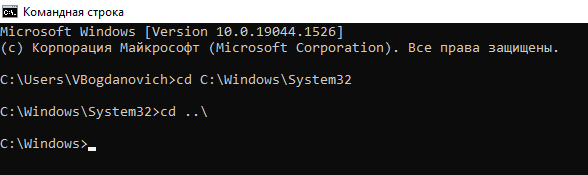 Командная строка
Microsoft Windows [Version 10.0.19044.1526]
(c) Корпорация Майкрософт (Microsoft Corporation). Все права защищены.
C:\Users\VBogdanovich>cd C:\Windows\System32
C:\Windows\System32>cd ..\
C:\Windows>